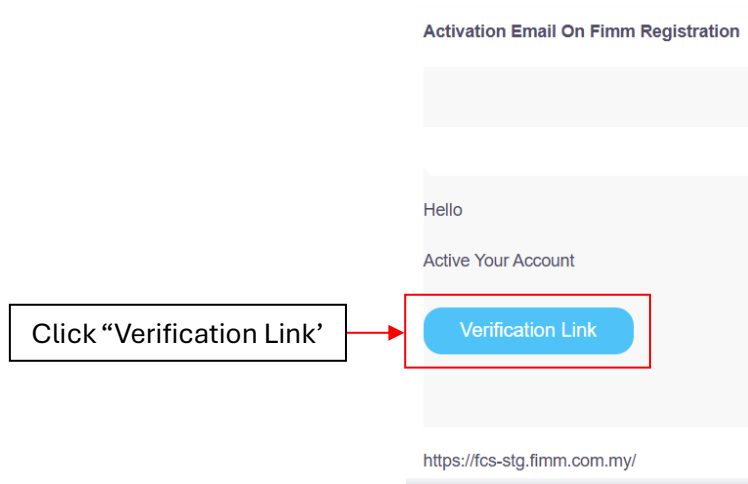 Activation Email On Fimm Registration
Hello
Active Your Account
Click “Verification Link’
Verification Link
https://fcs-stg.fimm.com.my/